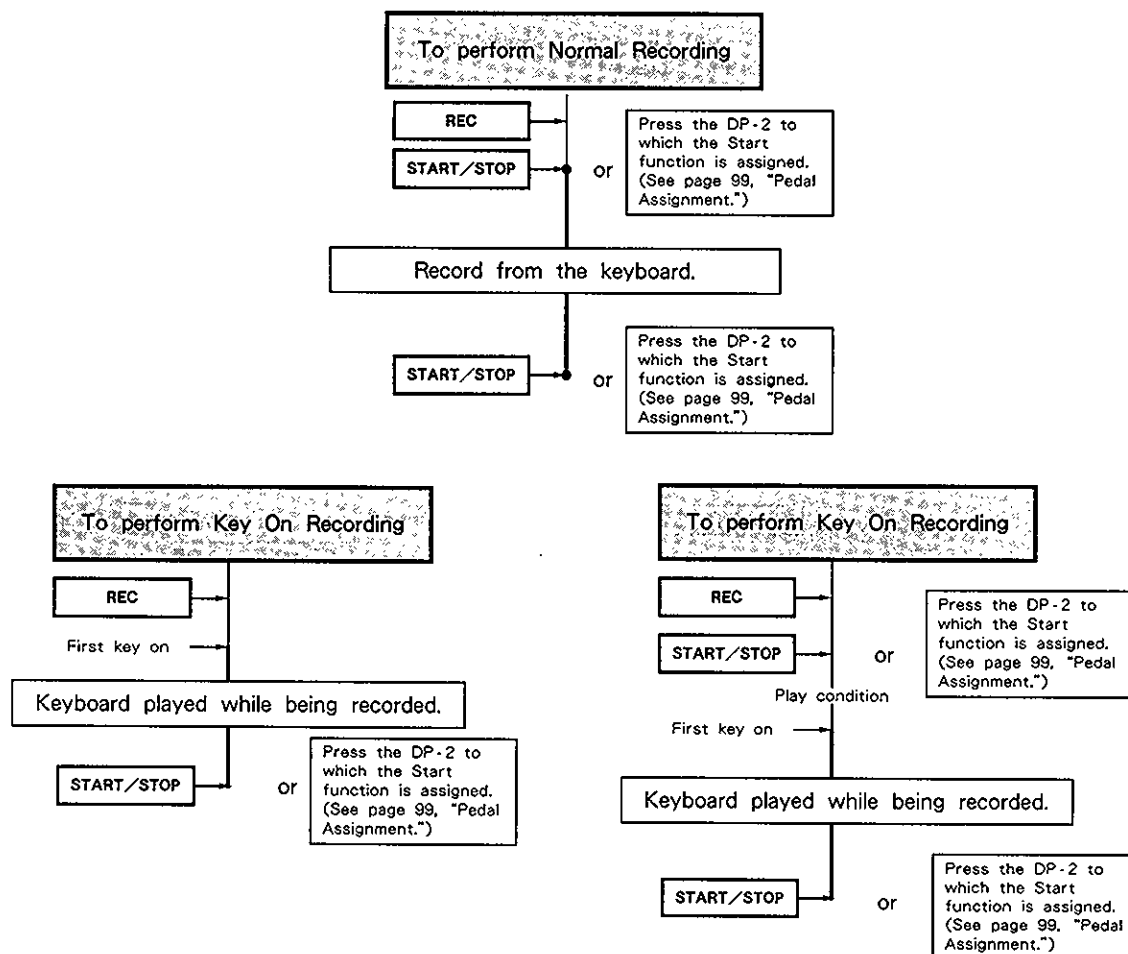 To perform Normal Recording
REC
START/STOP
or
Press the DP-2 to
which the Start
function is assigned.
(See page 99, "Pedal
Assignment.")
Record from the keyboard.
START/STOP
or
Press the DP-2 to
which the Start
function is assigned.
(See page 99, "Pedal
Assignment.")
To perform Key On Recording
REC
First key on
Keyboard played while being recorded.
START/STOP
or
Press the DP-2 to
which the Start
function is assigned.
(See page 99, "Pedal
Assignment.")
To perform Key On Recording
REC
START/STOP
or
Press the DP-2 to
which the Start
function is assigned.
(See page 99, "Pedal
Assignment.")
Play condition
First key on
Keyboard played while being recorded.
START/STOP
or
Press the DP-2 to
which the Start
function is assigned.
(See page 99, "Pedal
Assignment.")